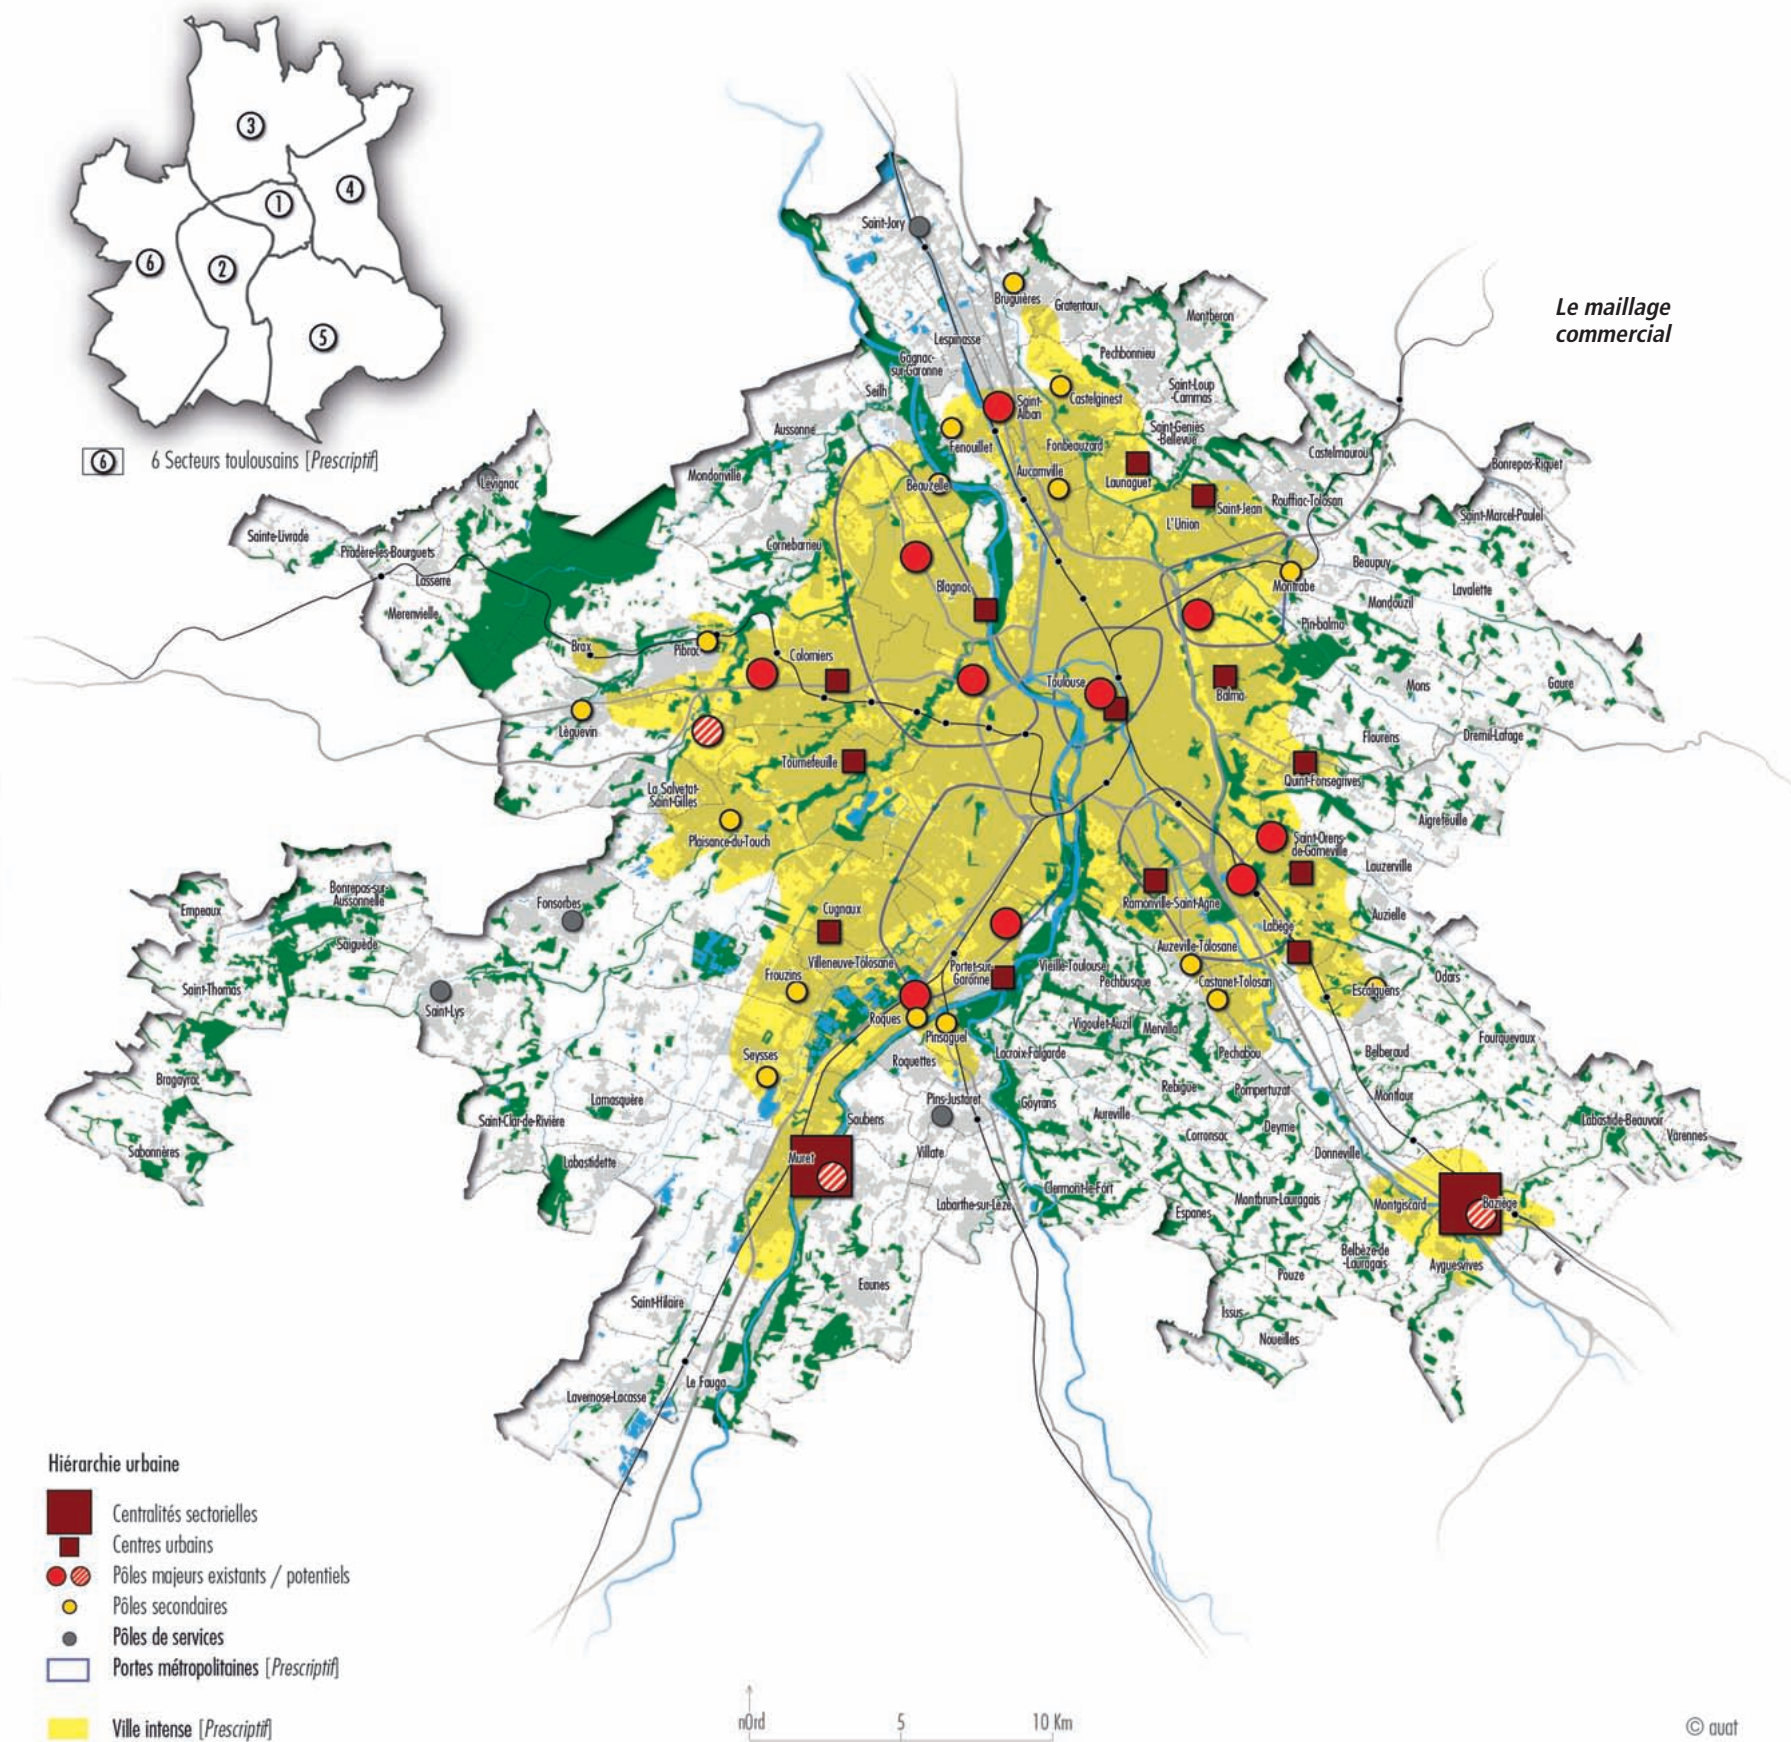 3
1
4
6
2
5
6
6 Secteurs toulousains [Prescriptif]
Le maillage
commercial
Saint-Jory
Bruguières
Gratentour
Montberon
Lespinasse
Pechbonnieu
Gagnac-
sur-Garonne
Seilh
Saint-Loup
-Cammas
Castelginest
Saint-
Alban
Aussonne
Saint-Geniès
-Bellevue
Fenouillet
Fonbeauzard
Castelmaurou
Bonrepos-Riquet
Mondonville
Lévignac
Beauzelle
Aucamville
Launaguet
Rouffiac-Tolosan
Saint-Jean
Saint-Marcel-Paulel
L'Union
Sainte-Livrade
Pradère-les-Bourguets
Cornebarrieu
Lasserre
Beaupuy
Montrabe
Lavalette
Blagnac
Mondouzil
Merenvielle
Pin-balma
Brax
Pibrac
Colomiers
Toulouse
Mons
Gaure
Balma
Léguevin
Flourens
Drémil-Lafage
Tournefeuille
Quint-Fonsegrives
La Salvetat-
Saint-Gilles
Aigrefeuille
Plaisance-du-Touch
Saint-Orens-
de-Gameville
Lauzerville
Bonrepos-sur-
Aussonnelle
Empeaux
Fonsorbes
Ramonville-Saint-Agne
Cugnaux
Auzielle
Labège
Saiguède
Auzeville-Tolosane
Villeneuve-Tolosane
Portet-sur-
Garonne
Vieille-Toulouse
Frouzins
Pechbusque
Castanet-Tolosan
Escalquens
Odars
Saint-Thomas
Saint-Lys
Roques
Pinsaguel
Vigoulet-Auzil
Mervilla
Fourquevaux
Seysses
Roquettes
Lacroix-Falgarde
Pechabou
Belberaud
Bragayrac
Rebigue
Pompertuzat
Montlaur
Lamasquère
Pins-Justaret
Goyrans
Aureville
Saint-Clar-de-Rivière
Saubens
Labastide-Beauvoir
Varennes
Deyme
Corronsac
Sabonnères
Labastidette
Muret
Villate
Donneville
Clermont-le-Fort
Montbrun-Lauragais
Labarthe-sur-Lèze
Montgiscard
Baziège
Espanes
Belbèze-de
-Lauragais
Ayguesvives
Pouze
Eaunes
Saint-Hilaire
Issus
Noueilles
Le Fauga
Lavernose-Lacasse
Hiérarchie urbaine
Centralités sectorielles
Centres urbains
Pôles majeurs existants / potentiels
Pôles secondaires
Pôles de services
Portes métropolitaines [Prescriptif]
Ville intense [Prescriptif]
nOrd
5
10 Km
© auat